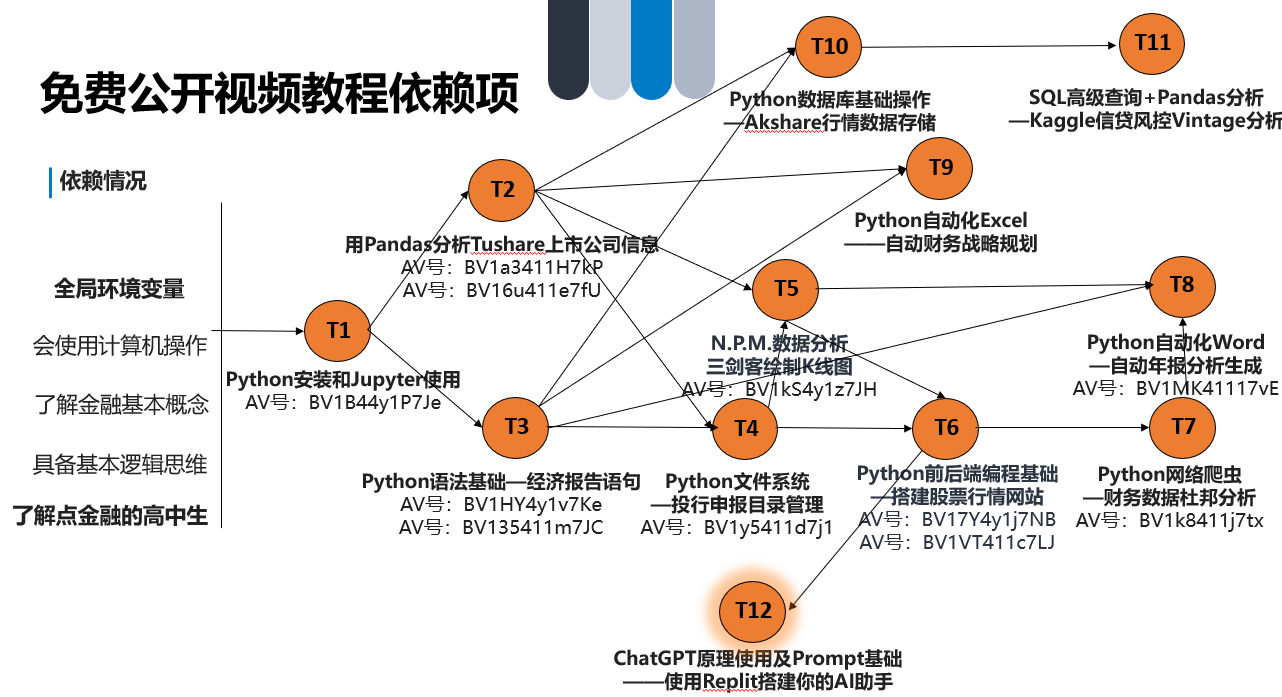 免费公开视频教程依赖项
依赖情况
全局环境变量
会使用计算机操作
了解金融基本概念
具备基本逻辑思维
了解点金融的高中生
T1
Python安装和Jupyter使用
AV号：BV1B44y1P7Je
T2
用Pandas分析Tushare上市公司信息
AV号：BV1a3411H7kP
AV号：BV16u411e7fU
T3
Python语法基础—经济报告语句
AV号：BV1HY4y1v7Ke
AV号：BV135411m7JC
T10
Python数据库基础操作
—Akshare行情数据存储
T11
SQL高级查询+Pandas分析
—Kaggle信贷风控Vintage分析
T9
Python自动化Excel
——自动财务战略规划
T5
N.P.M.数据分析
三剑客绘制K线图
AV号：BV1kS4y1z7JH
T8
Python自动化Word
—自动年报分析生成
AV号：BV1MK41117vE
T4
Python文件系统
—投行申报目录管理
AV号：BV1y5411d7j1
T6
Python前后端编程基础
—搭建股票行情网站
AV号：BV17Y4y1j7NB
AV号：BV1VT411c7LJ
T7
Python网络爬虫
—财务数据杜邦分析
AV号：BV1k8411j7tx
T12
ChatGPT原理使用及Prompt基础
——使用Replit搭建你的AI助手